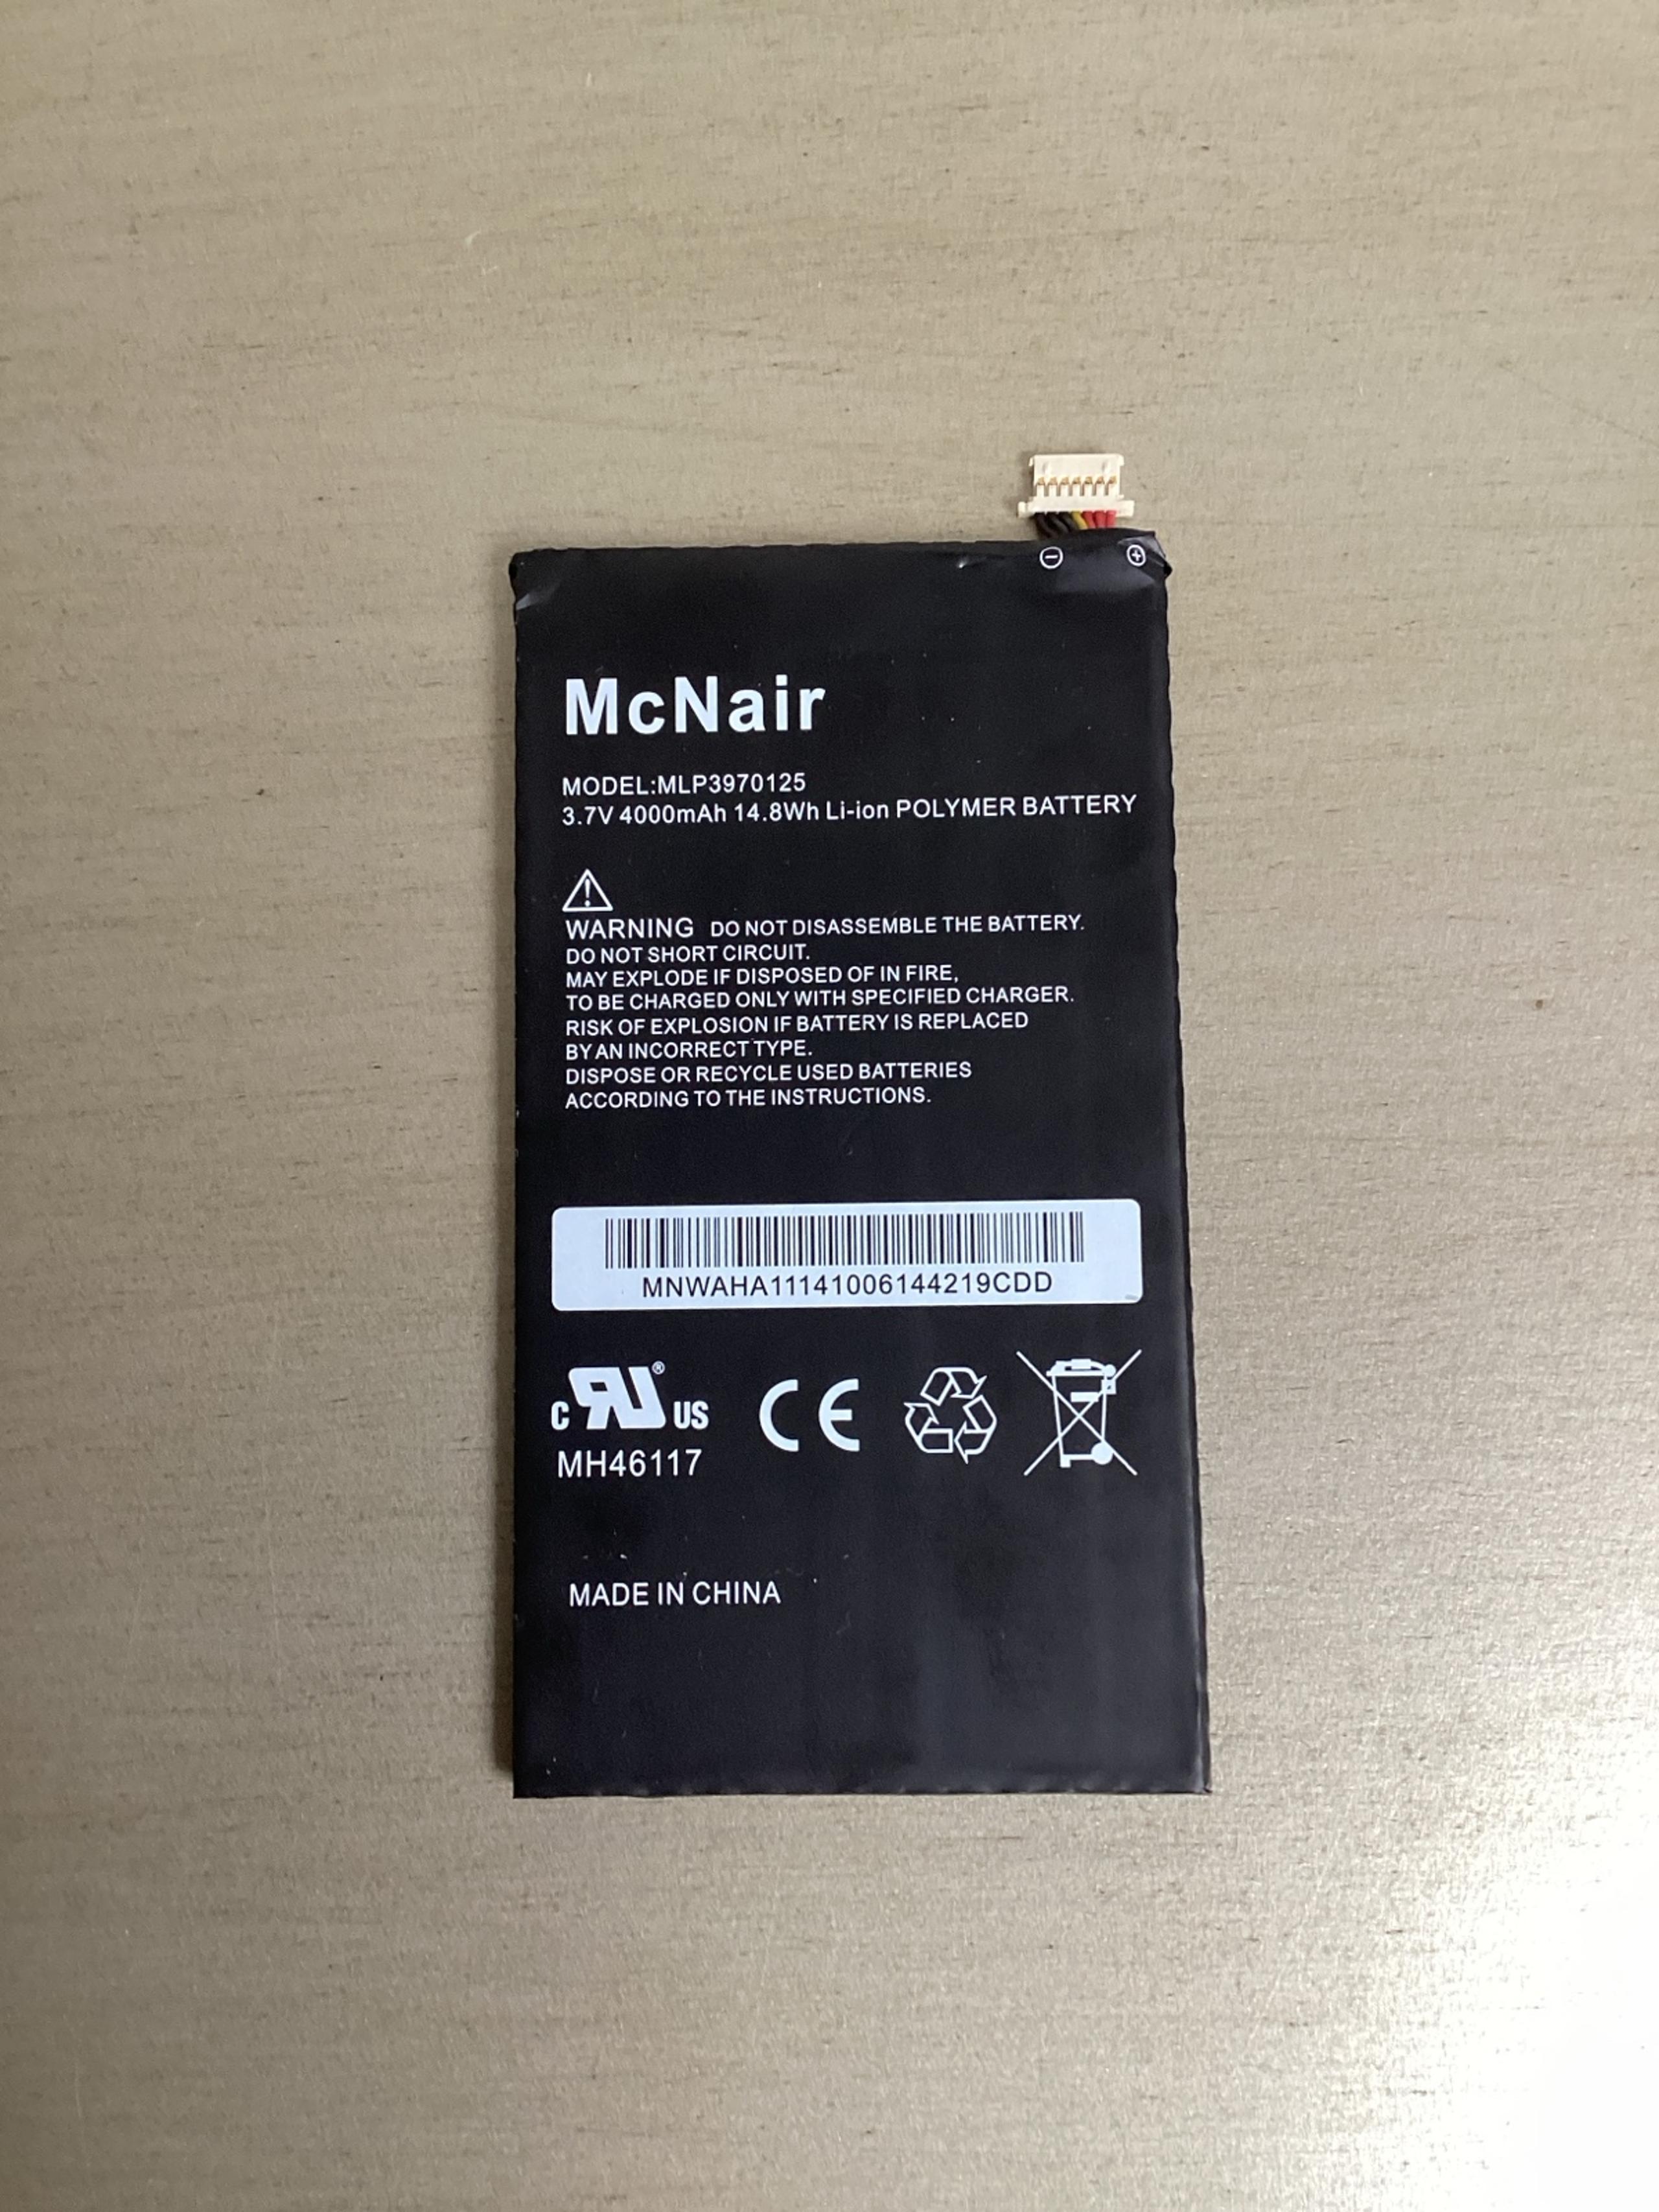 McNair
MODEL:MLP3970125
3.7V 4000mAh 14.8Wh Li-ion POLYMER BATTERY
WARNING DO NOT DISASSEMBLE THE BATTERY.
DO NOT SHORT CIRCUIT.
MAY EXPLODE IF DISPOSED OF IN FIRE,
TO BE CHARGED ONLY WITH SPECIFIED CHARGER.
RISK OF EXPLOSION IF BATTERY IS REPLACED
BY AN INCORRECT TYPE.
DISPOSE OR RECYCLE USED BATTERIES
ACCORDING TO THE INSTRUCTIONS.
MNWAHA11141006144219CDD
C RU® US CE
MH46117
MADE IN CHINA